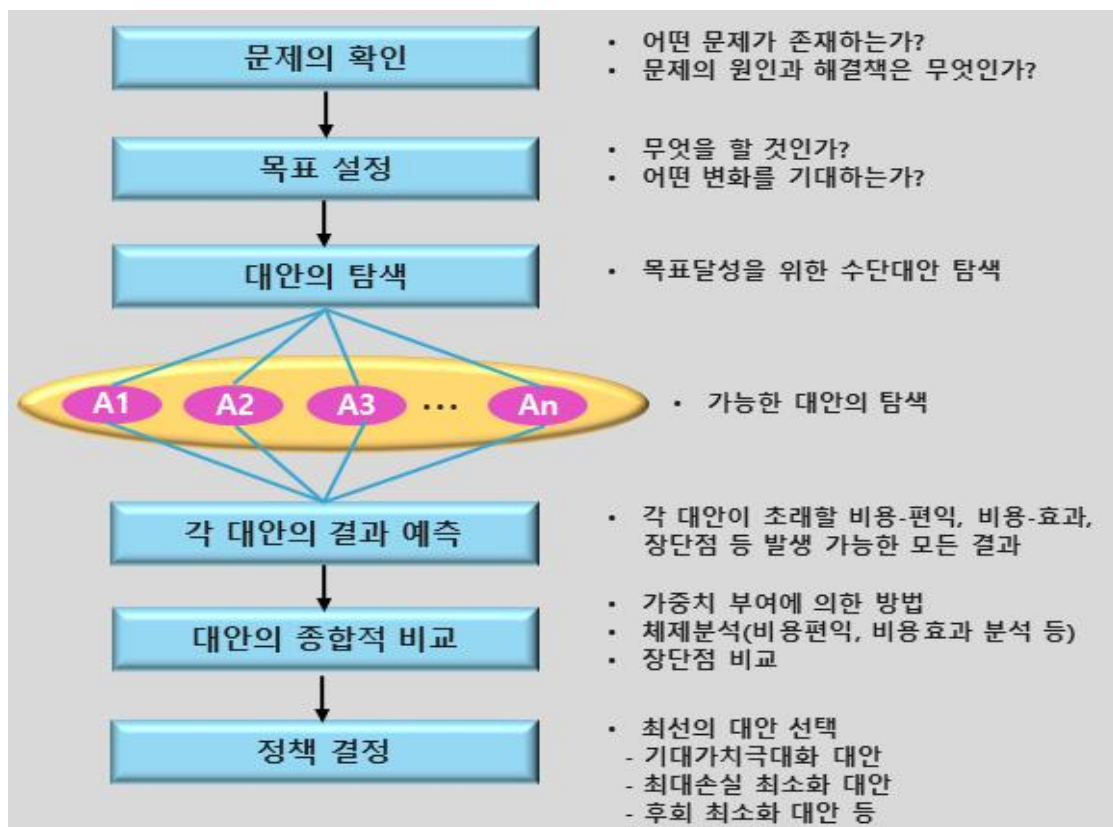 문제의 확인
• 어떤 문제가 존재하는가?
• 문제의 원인과 해결책은 무엇인가?
목표 설정
• 무엇을 할 것인가?
• 어떤 변화를 기대하는가?
대안의 탐색
• 목표달성을 위한 수단대안 탐색
A1 A2 A3 ··· An
• 가능한 대안의 탐색
각 대안의 결과 예측
• 각 대안이 초래할 비용-편익, 비용-효과,
장단점 등 발생 가능한 모든 결과
대안의 종합적 비교
• 가중치 부여에 의한 방법
• 체제분석(비용편익, 비용효과 분석 등)
• 장단점 비교
정책 결정
• 최선의 대안 선택
- 기대가치극대화 대안
- 최대손실 최소화 대안
- 후회 최소화 대안 등